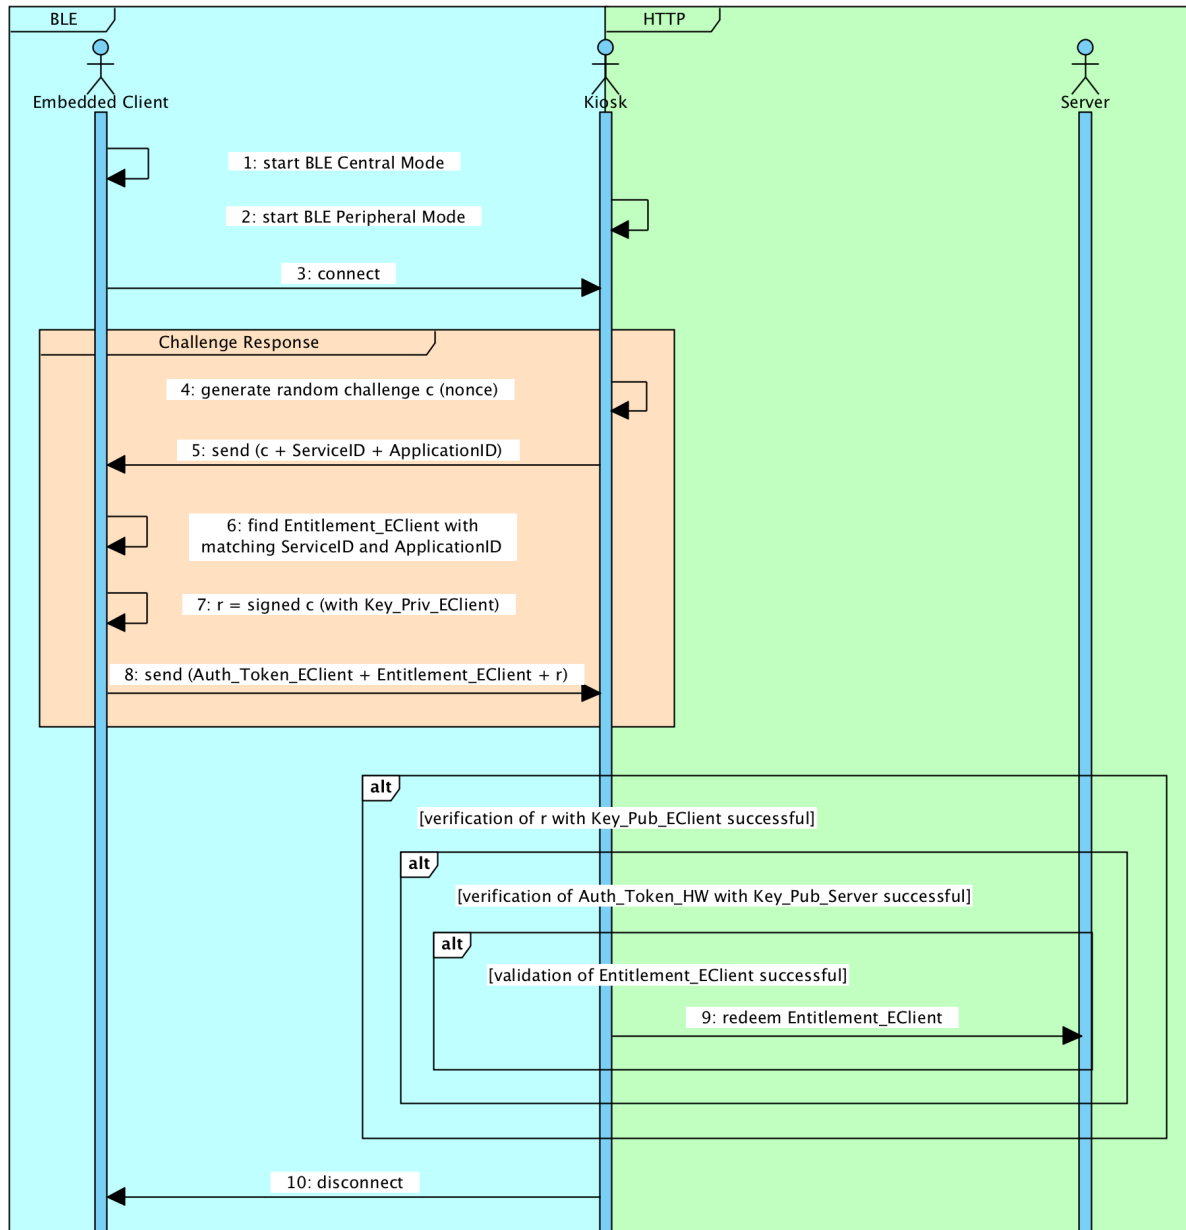 BLE
HTTP
Embedded Client
Kiosk
Server
1: start BLE Central Mode
2: start BLE Peripheral Mode
3: connect
Challenge Response
4: generate random challenge c (nonce)
5: send (c + ServiceID + ApplicationID)
6: find Entitlement_EClient with
matching ServiceID and ApplicationID
7: r = signed c (with Key_Priv_EClient)
8: send (Auth_Token_EClient + Entitlement_EClient + r)
alt
[verification of r with Key_Pub_EClient successful]
alt
[verification of Auth_Token_HW with Key_Pub_Server successful]
alt
[validation of Entitlement_EClient successful]
9: redeem Entitlement_EClient
10: disconnect